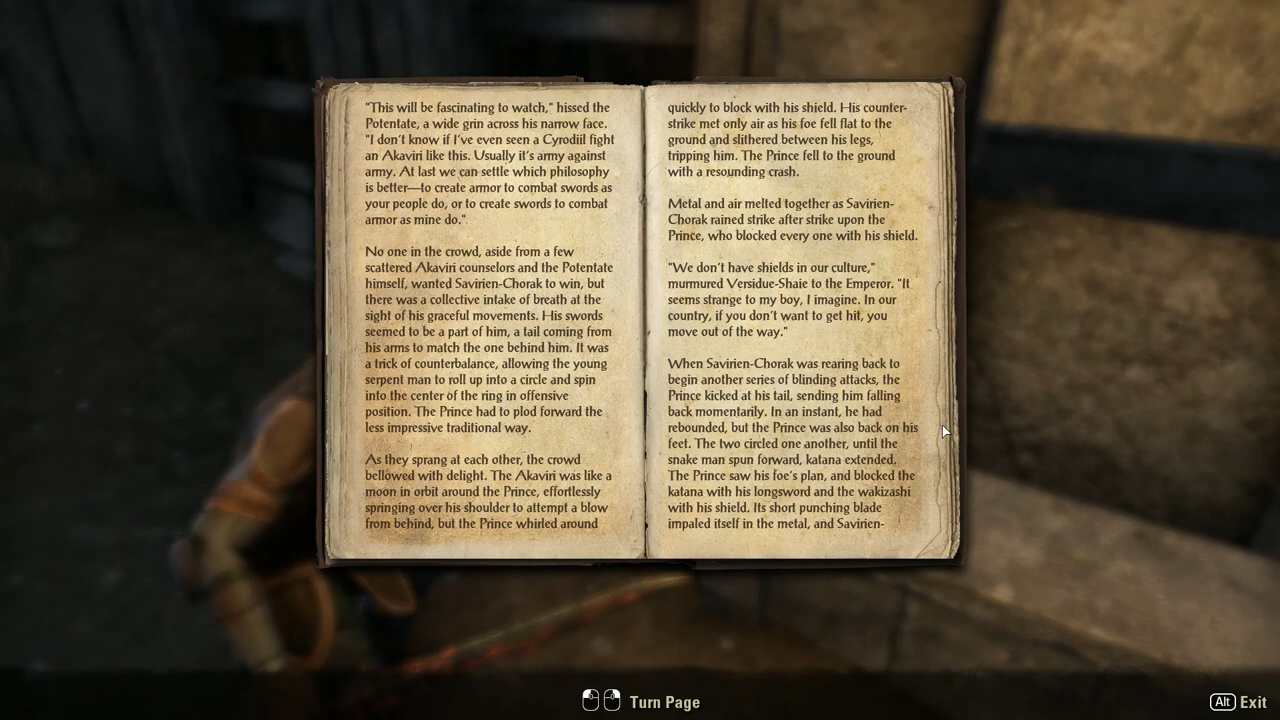 "This will be fascinating to watch," hissed the
Potentate, a wide grin across his narrow face.
"I don't know if I've even seen a Cyrodiil fight
an Akaviri like this. Usually it's army against
army. At last we can settle which philosophy
is better—to create armor to combat swords as
your people do, or to create swords to combat
armor as mine do."
No one in the crowd, aside from a few
scattered Akaviri counselors and the Potentate
himself, wanted Savirien-Chorak to win, but
there was a collective intake of breath at the
sight of his graceful movements. His swords
seemed to be a part of him, a tail coming from
his arms to match the one behind him. It was
a trick of counterbalance, allowing the young
serpent man to roll up into a circle and spin
into the center of the ring in offensive
position. The Prince had to plod forward the
less impressive traditional way.
As they sprang at each other, the crowd
bellowed with delight. The Akaviri was like a
moon in orbit around the Prince, effortlessly
springing over his shoulder to attempt a blow
from behind, but the Prince whirled around
quickly to block with his shield. His counter-
strike met only air as his foe fell flat to the
ground and slithered between his legs,
tripping him. The Prince fell to the ground
with a resounding crash.
Metal and air melted together as Savirien-
Chorak rained strike after strike upon the
Prince, who blocked every one with his shield.
"We don't have shields in our culture,"
murmured Versidue-Shaie to the Emperor. "It
seems strange to my boy, I imagine. In our
country, if you don't want to get hit, you
move out of the way."
When Savirien-Chorak was rearing back to
begin another series of blinding attacks, the
Prince kicked at his tail, sending him falling
back momentarily. In an instant, he had
rebounded, but the Prince was also back on his
feet. The two circled one another, until the
snake man spun forward, katana extended.
The Prince saw his foe's plan, and blocked the
katana with his longsword and the wakizashi
with his shield. Its short punching blade
impaled itself in the metal, and Savirien-
Turn Page
Alt Exit